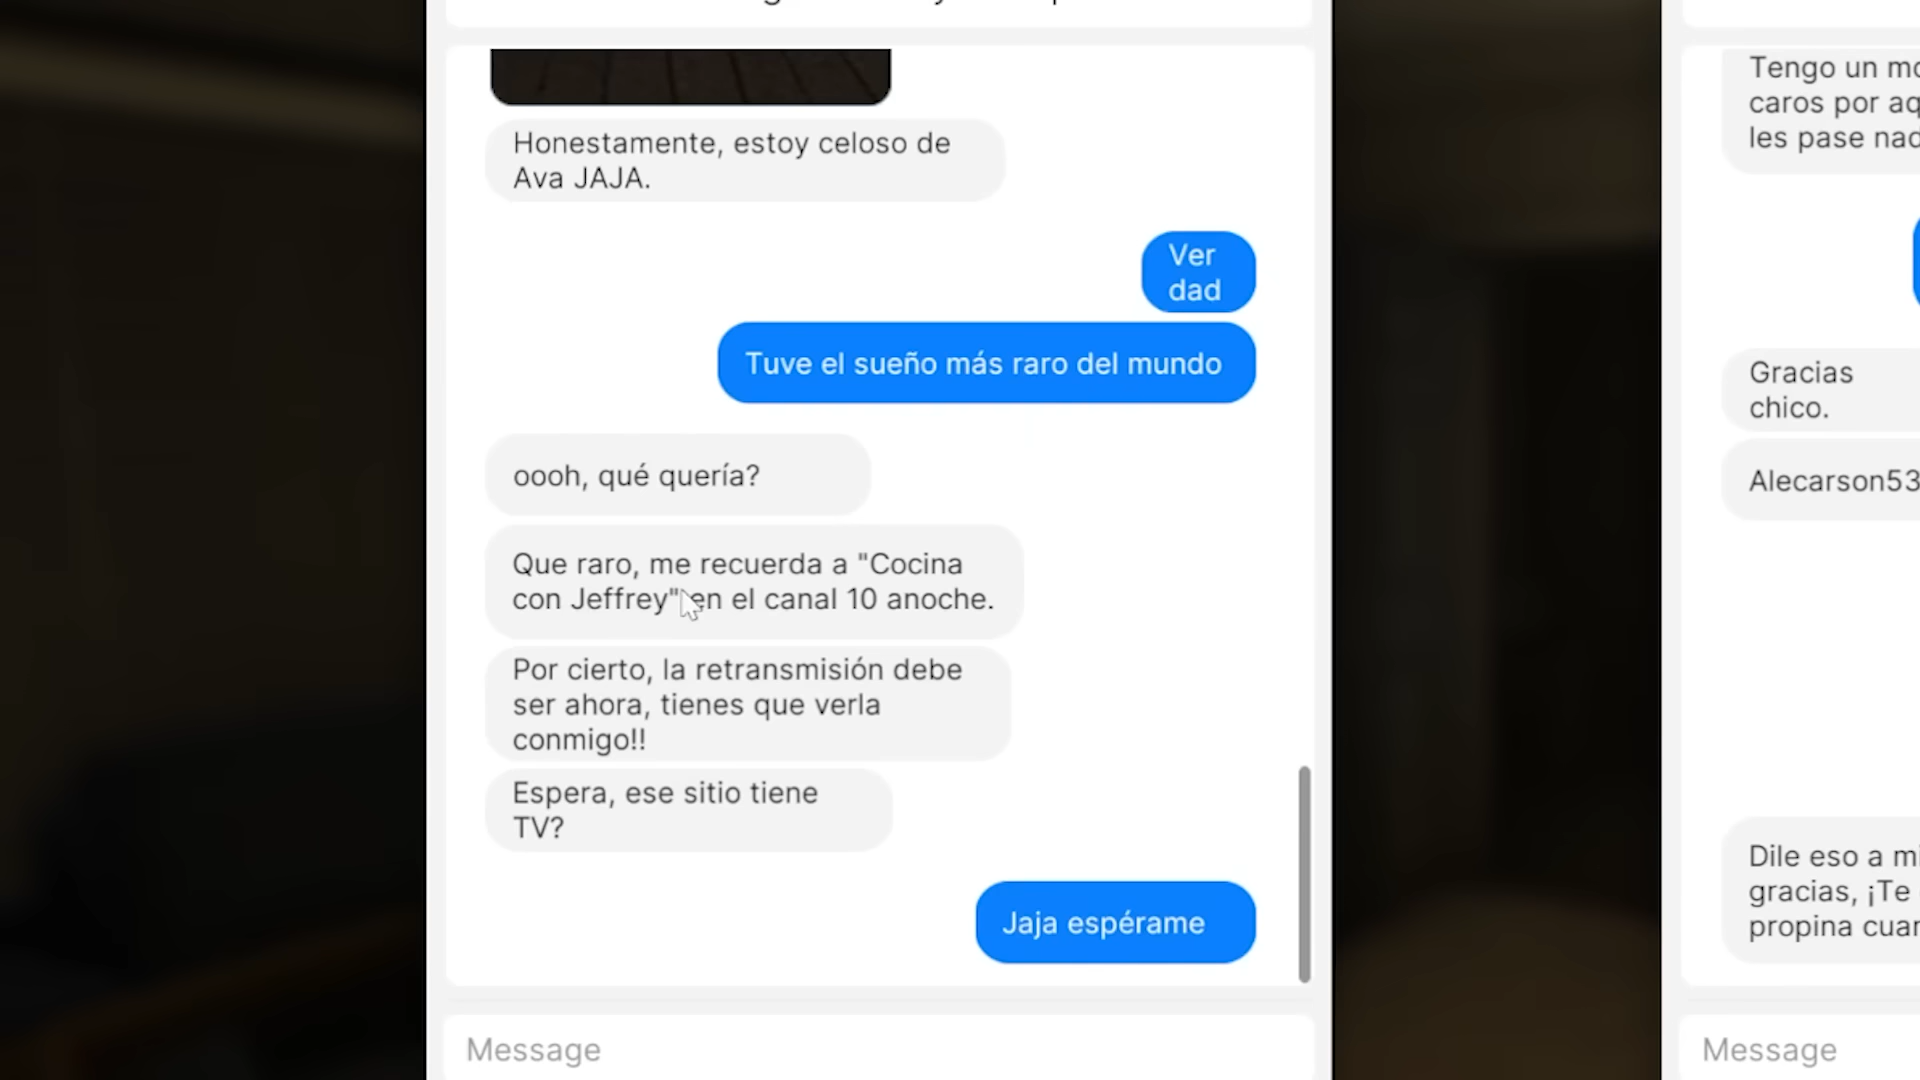 Honestamente, estoy celoso de
Ava JAJA.
Ver
dad
Tuve el sueño más raro del mundo
oooh, qué quería?
Que raro, me recuerda a "Cocina
con Jeffrey" en el canal 10 anoche.
Por cierto, la retransmisión debe
ser ahora, tienes que verla
conmigo!!
Espera, ese sitio tiene
TV?
Jaja espérame
Message
Tengo un
caros por
les pase
Gracias
chico.
Alecarson53
Dile eso a
gracias, ¡Te
propina
Message